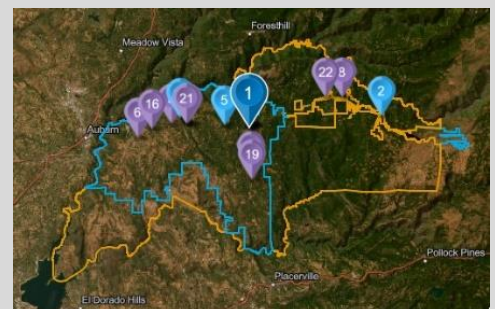 Foresthill
Meadow Vista
22
8
1
2
5
21
16
6
Auburn
19
Pollock Pines
Placerville
El Dorado Hills